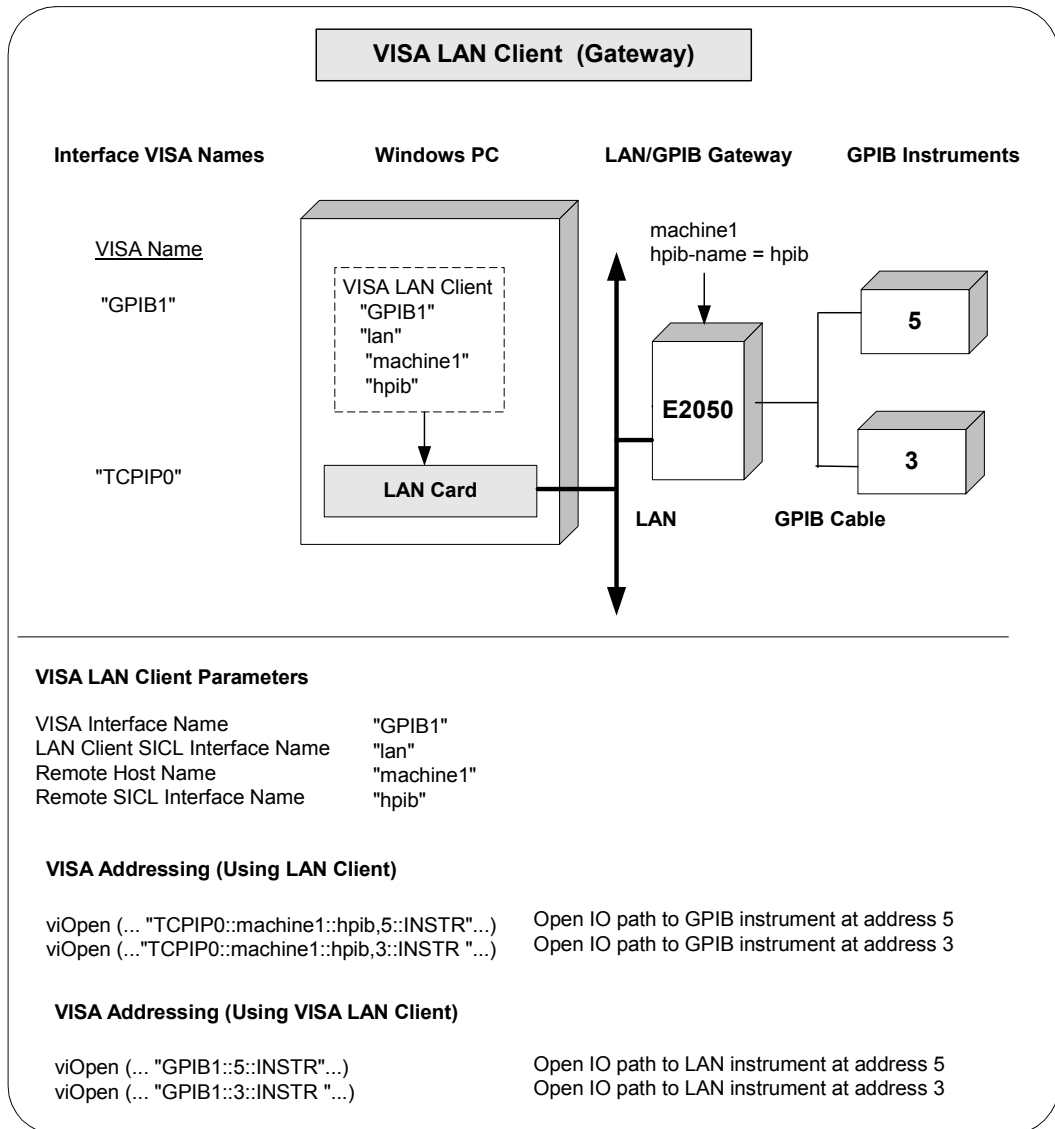 VISA LAN Client (Gateway)
Interface VISA Names
Windows PC
LAN/GPIB Gateway
GPIB Instruments
VISA Name
"GPIB1"
"TCPIP0"
VISA LAN Client
"GPIB1"
"lan"
"machine1"
"hpib"
LAN Card
machine1
hpib-name = hpib
E2050
5
3
LAN
GPIB Cable
VISA LAN Client Parameters
VISA Interface Name "GPIB1"
LAN Client SICL Interface Name "lan"
Remote Host Name "machine1"
Remote SICL Interface Name "hpib"
VISA Addressing (Using LAN Client)
viOpen (... "TCPIP0::machine1::hpib,5::INSTR"...) Open IO path to GPIB instrument at address 5
viOpen (..."TCPIP0::machine1::hpib,3::INSTR "...) Open IO path to GPIB instrument at address 3
VISA Addressing (Using VISA LAN Client)
viOpen (... "GPIB1::5::INSTR"...) Open IO path to LAN instrument at address 5
viOpen (... "GPIB1::3::INSTR "...) Open IO path to LAN instrument at address 3